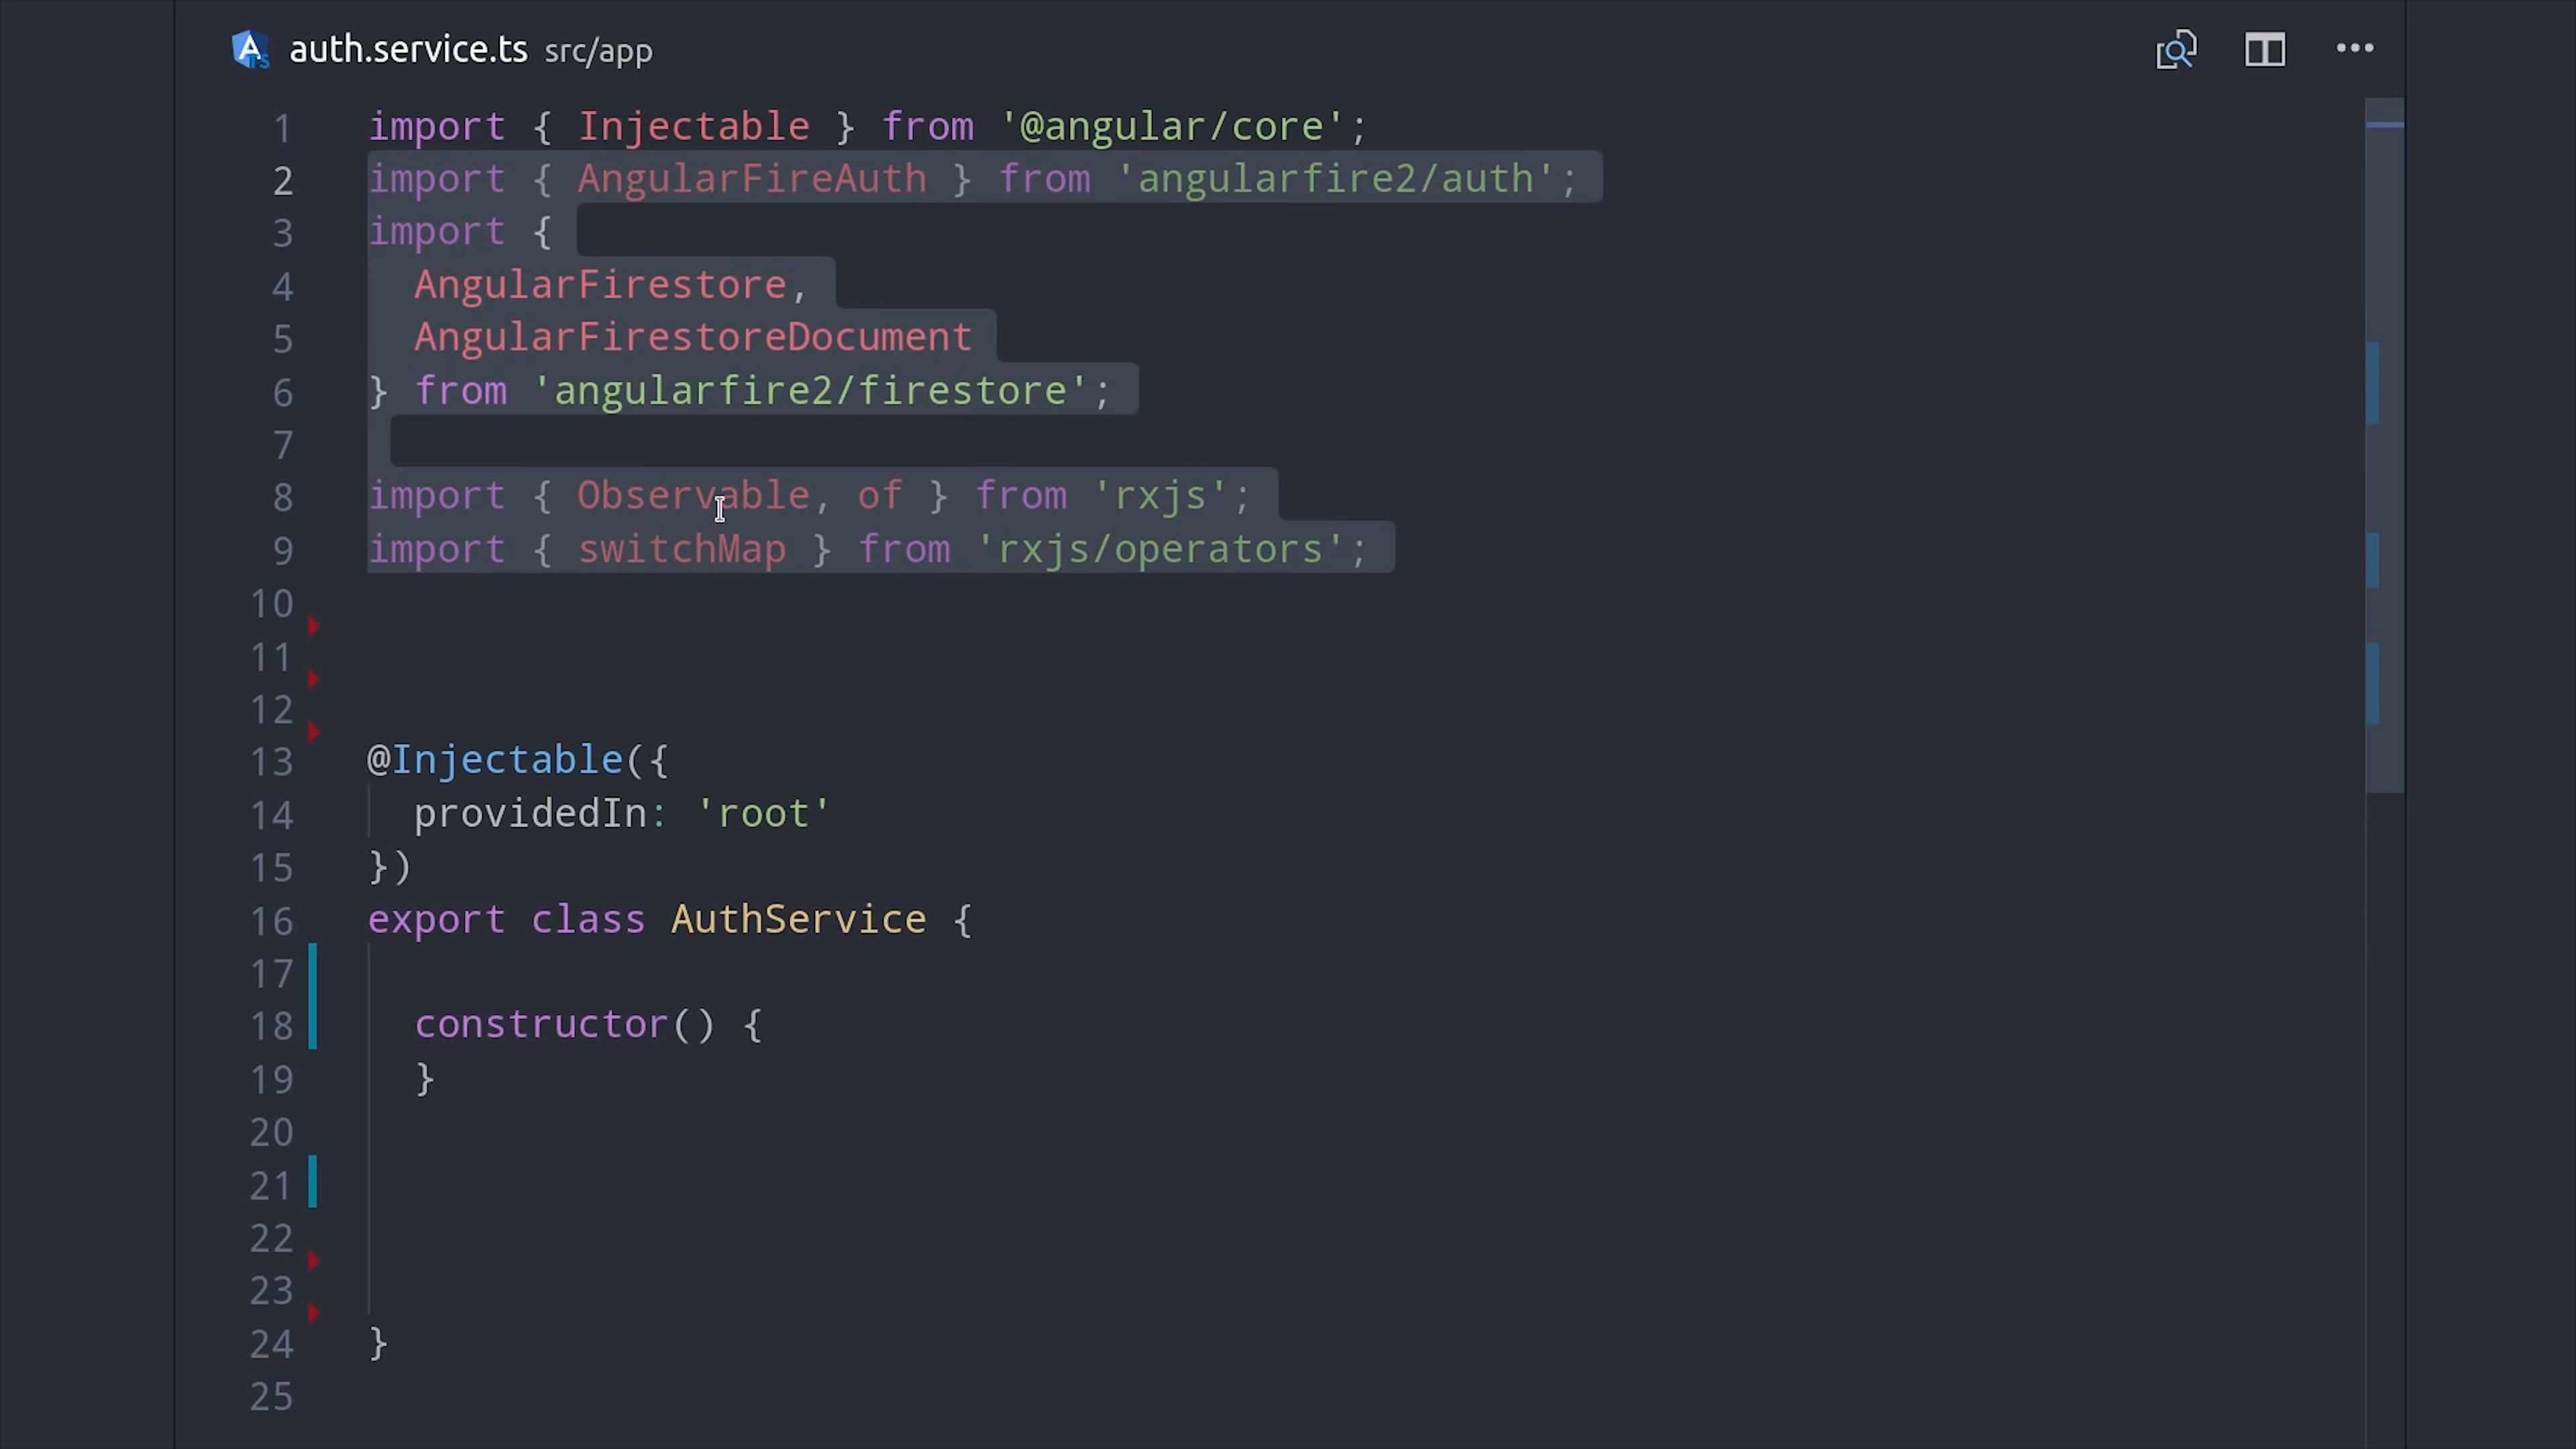 auth.service.ts src/app
1 import { Injectable } from '@angular/core';
2 import { AngularFireAuth } from 'angularfire2/auth';
3 import {
4   AngularFirestore,
5   AngularFirestoreDocument
6 } from 'angularfire2/firestore';
7
8 import { Observable, of } from 'rxjs';
9 import { switchMap } from 'rxjs/operators';
10
11
12
13 @Injectable({
14   providedIn: 'root'
15 })
16 export class AuthService {
17
18   constructor() {
19   }
20
21
22
23
24 }
25